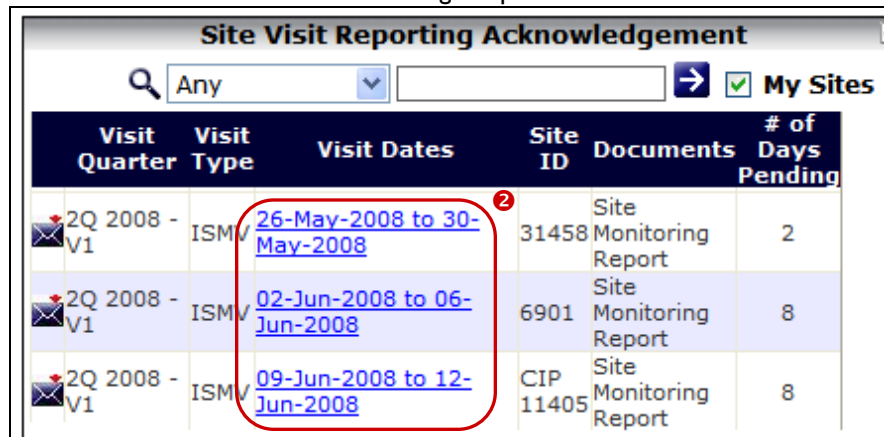 Site Visit Reporting Acknowledgement
Any My Sites
Visit Quarter Visit Type Visit Dates Site ID Documents # of Days Pending
2
2Q 2008 - V1 ISMV 26-May-2008 to 30-May-2008 31458 Site Monitoring Report 2
2Q 2008 - V1 ISMV 02-Jun-2008 to 06-Jun-2008 6901 Site Monitoring Report 8
2Q 2008 - V1 ISMV 09-Jun-2008 to 12-Jun-2008 CIP 11405 Site Monitoring Report 8